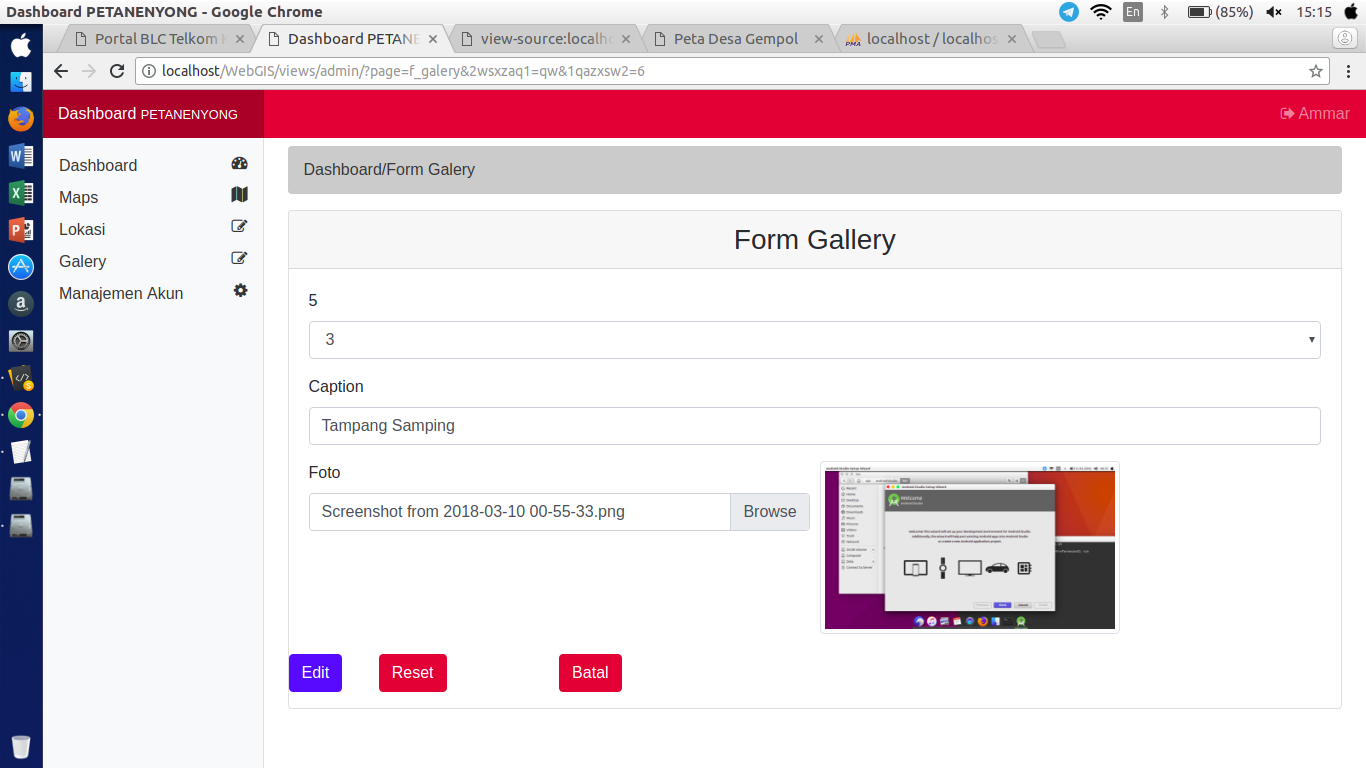 Dashboard PETANENYONG - Google Chrome
En
(85%)
15:15
Portal BLC Telkom
Dashboard PETANE
view-source:localh
Peta Desa Gempol
PMA
localhost / localhos
localhost/WebGIS/views/admin/?page=f_galery&2wsxzaq1=qw&1qazxsw2=6
Dashboard PETANENYONG
Ammar
Dashboard
Maps
Lokasi
Galery
Manajemen Akun
Dashboard/Form Galery
Form Gallery
5
3
Caption
Tampang Samping
Foto
Screenshot from 2018-03-10 00-55-33.png
Browse
Welcome
Edit
Reset
Batal